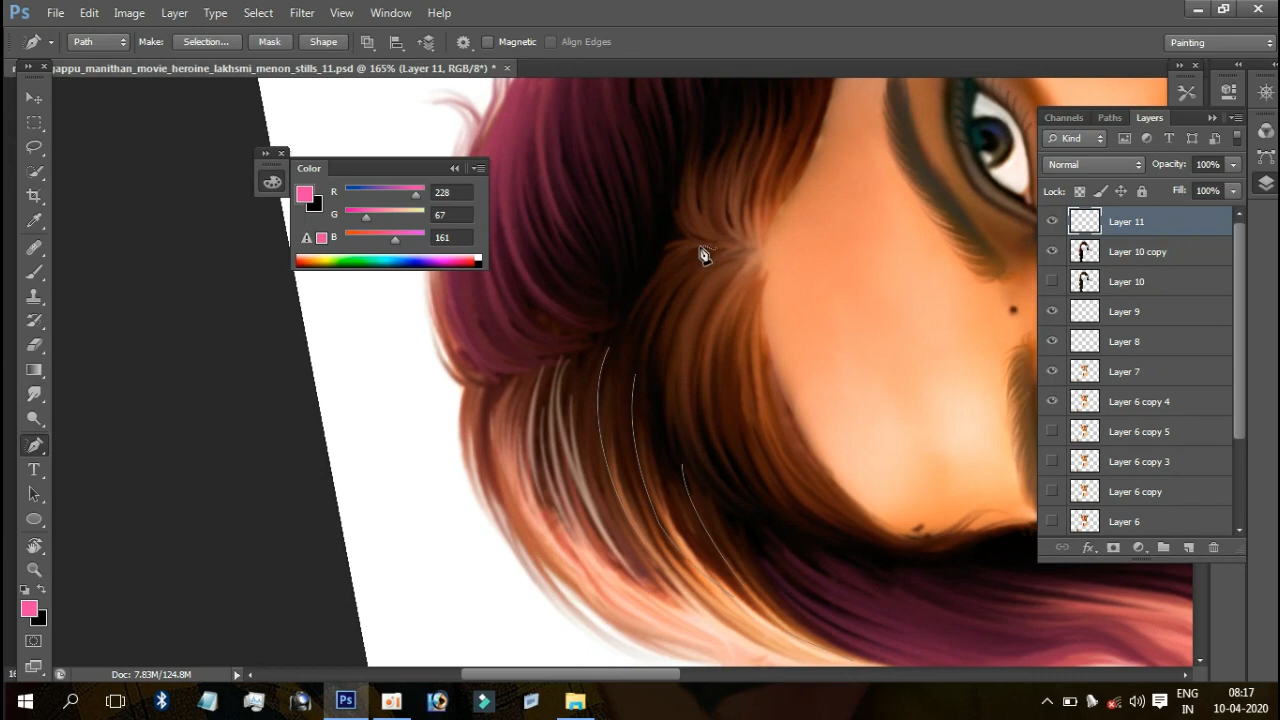 Ps File Edit Image Layer Type Select Filter View Window Help
Path Make: Selection... Mask Shape Magnetic Align Edges Painting
appu_manithan_movie_heroine_lakhsmi_menon_stills_11.psd @ 165% (Layer 11, RGB/8*) *
Color
R 228
G 67
B 161
Channels Paths Layers
Kind
Normal Opacity: 100%
Lock: Fill: 100%
Layer 11
Layer 10 copy
Layer 10
Layer 9
Layer 8
Layer 7
Layer 6 copy 4
Layer 6 copy 5
Layer 6 copy 3
Layer 6 copy
Layer 6
fx
Doc: 7.83M/124.8M
Ps
ENG
IN
08:17
10-04-2020